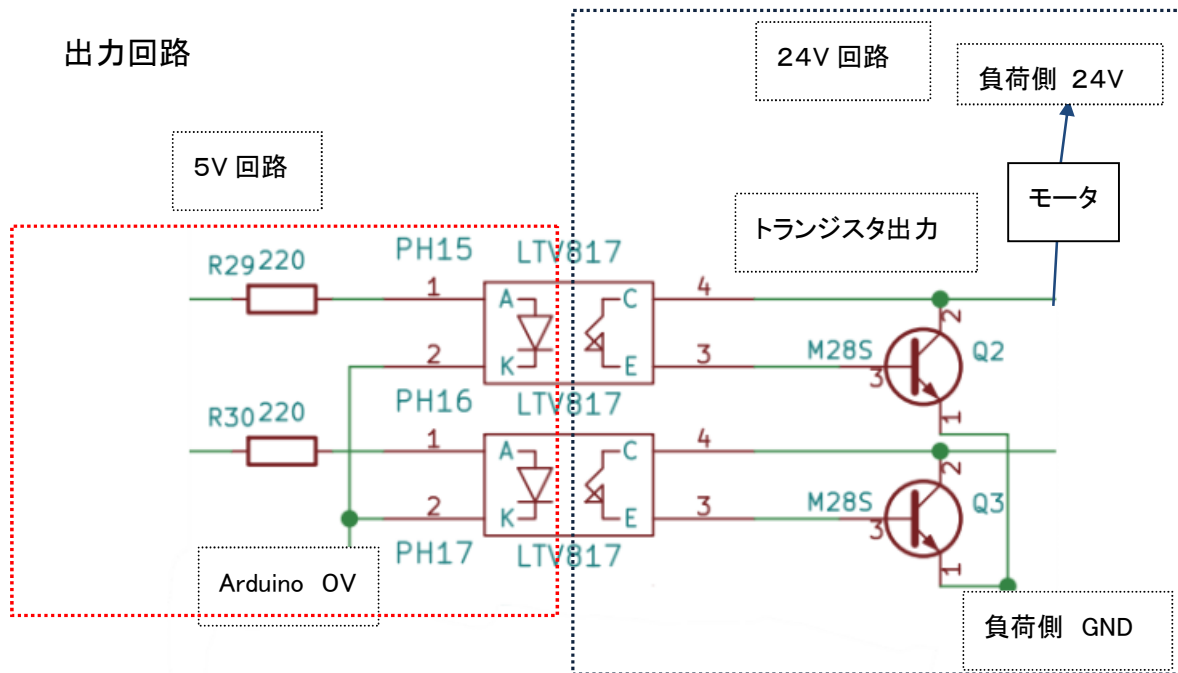 出力回路
24V 回路
負荷側 24V
5V 回路
モータ
トランジスタ出力
PH15 LTV817
R29 220
1
A
C
4
2
M28S
Q2
2
K
E
3
3
1
PH16 LTV817
R30 220
1
A
C
4
2
M28S
Q3
2
K
E
3
3
1
PH17 LTV817
Arduino 0V
負荷側 GND